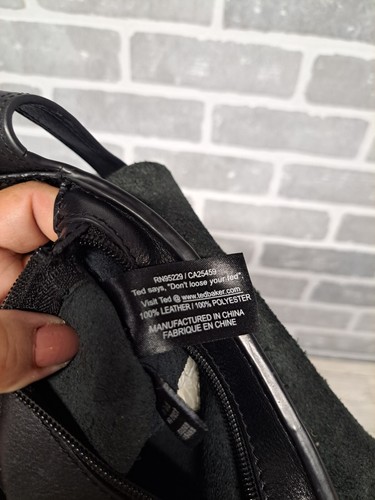 RN95229 / CA25459
Ted says, "Don't loose your ted".
Visit Ted @ www.tedbaker.com
100% LEATHER / 100% POLYESTER
MANUFACTURED IN CHINA
FABRIQUE EN CHINE